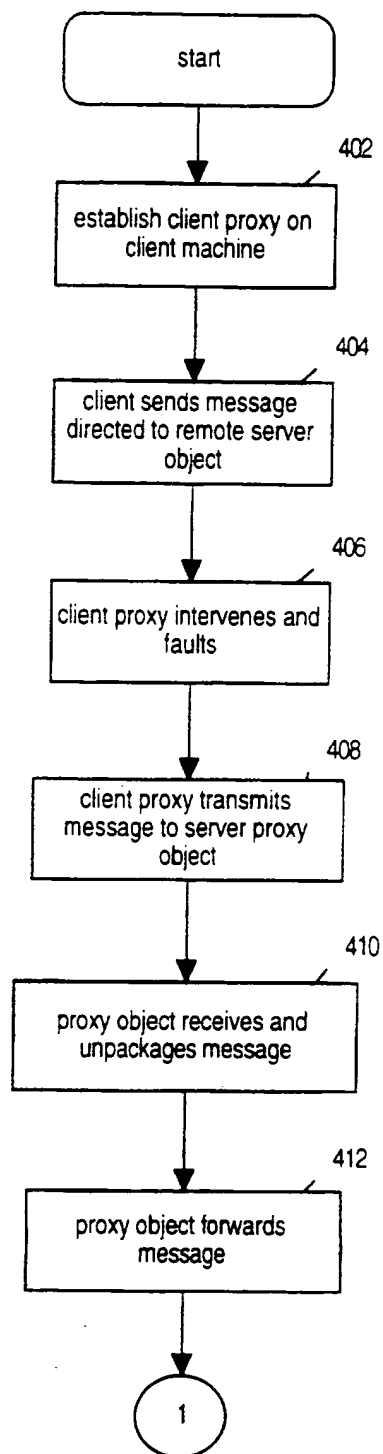 start
402
establish client proxy on
client machine
404
client sends message
directed to remote server
object
406
client proxy intervenes and
faults
408
client proxy transmits
message to server proxy
object
410
proxy object receives and
unpackages message
412
proxy object forwards
message
1